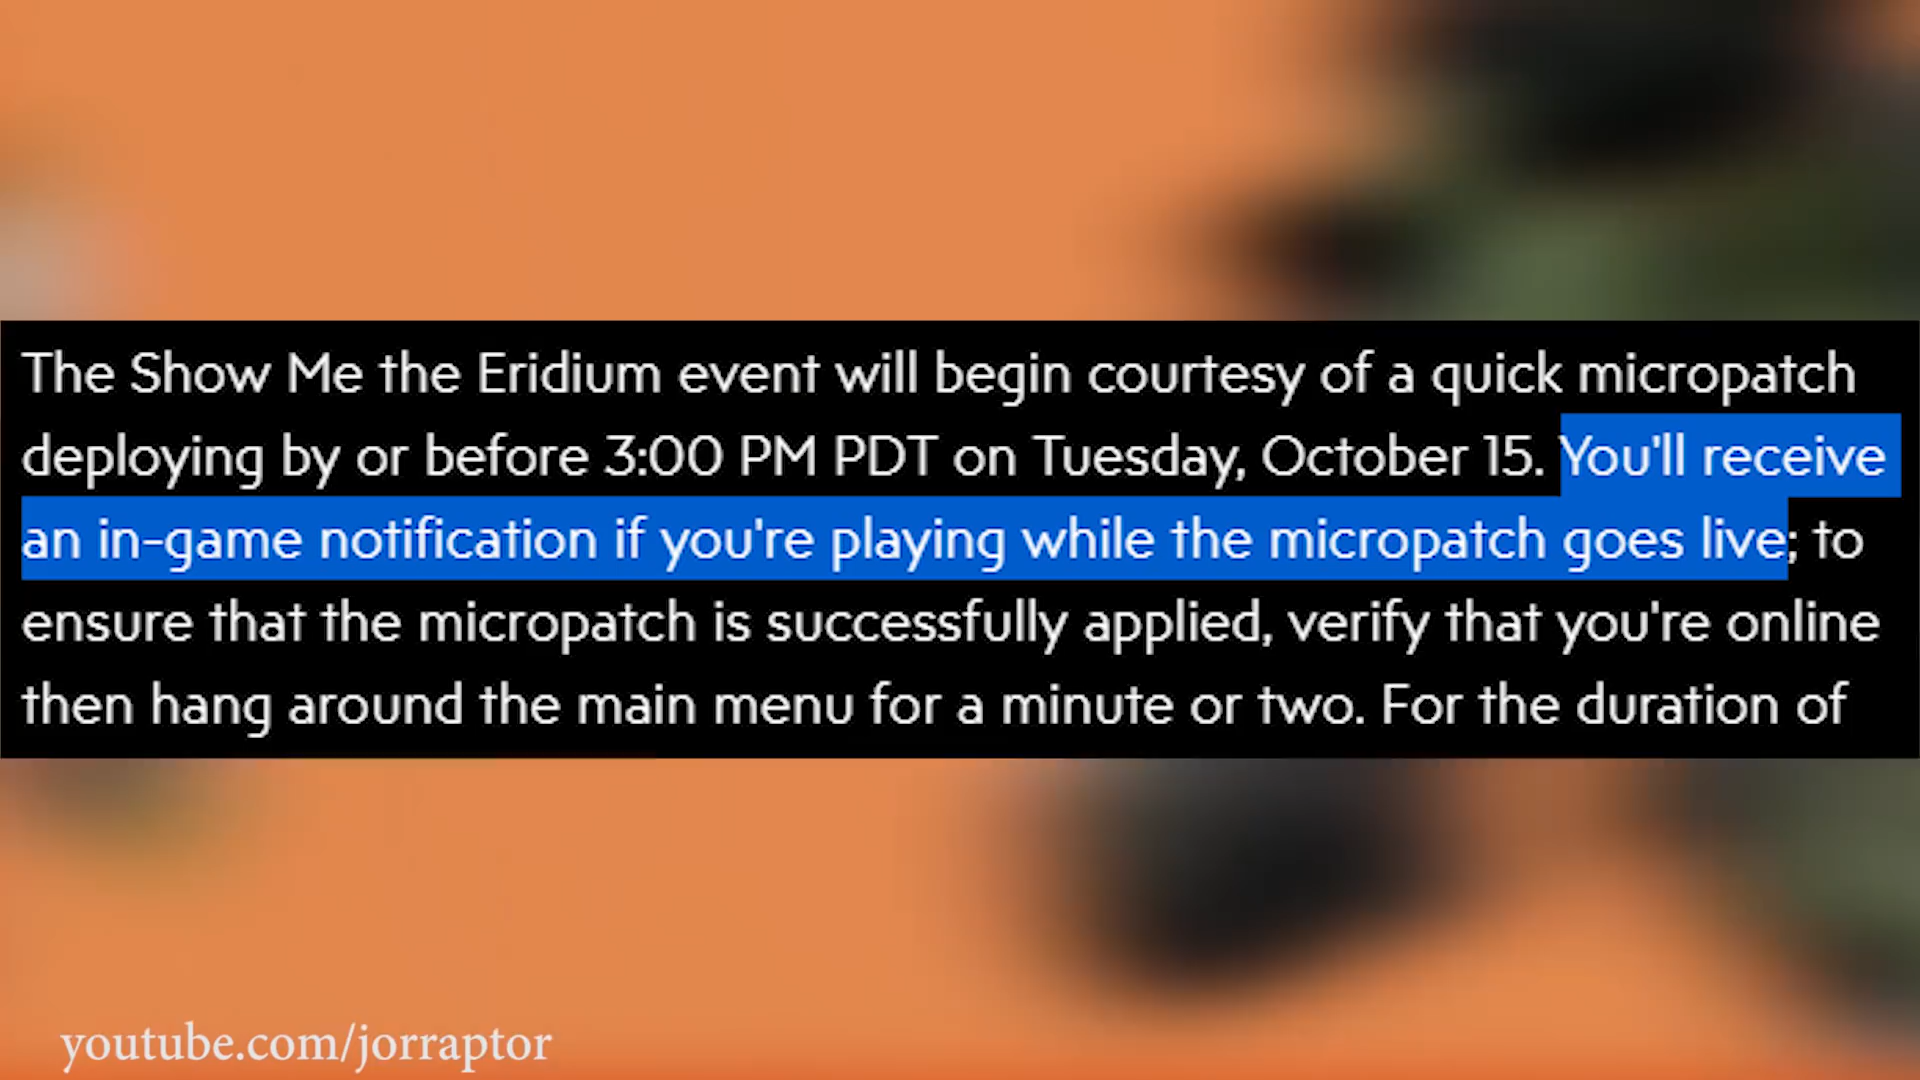 The Show Me the Eridium event will begin courtesy of a quick micropatch
deploying by or before 3:00 PM PDT on Tuesday, October 15. You'll receive
an in-game notification if you're playing while the micropatch goes live; to
ensure that the micropatch is successfully applied, verify that you're online
then hang around the main menu for a minute or two. For the duration of
youtube.com/jorraptor